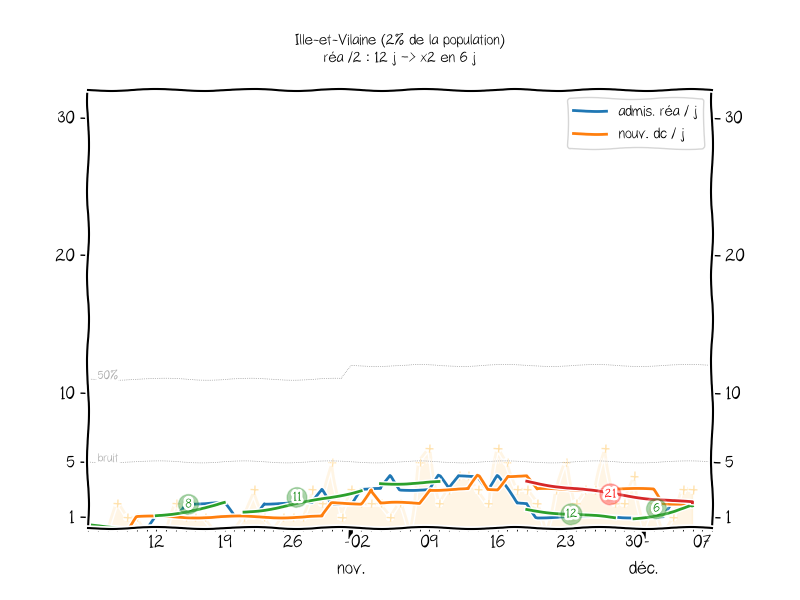 Ille-et-Vilaine (2% de la population)
réa /2 : 12 j -> x2 en 6 j
admis. réa / j
nouv. dc / j
30
30
20
20
50%
10
10
bruit
5
5
8
11
21
12
6
1
1
12 19 26 02 09 16 23 30 07
nov. déc.